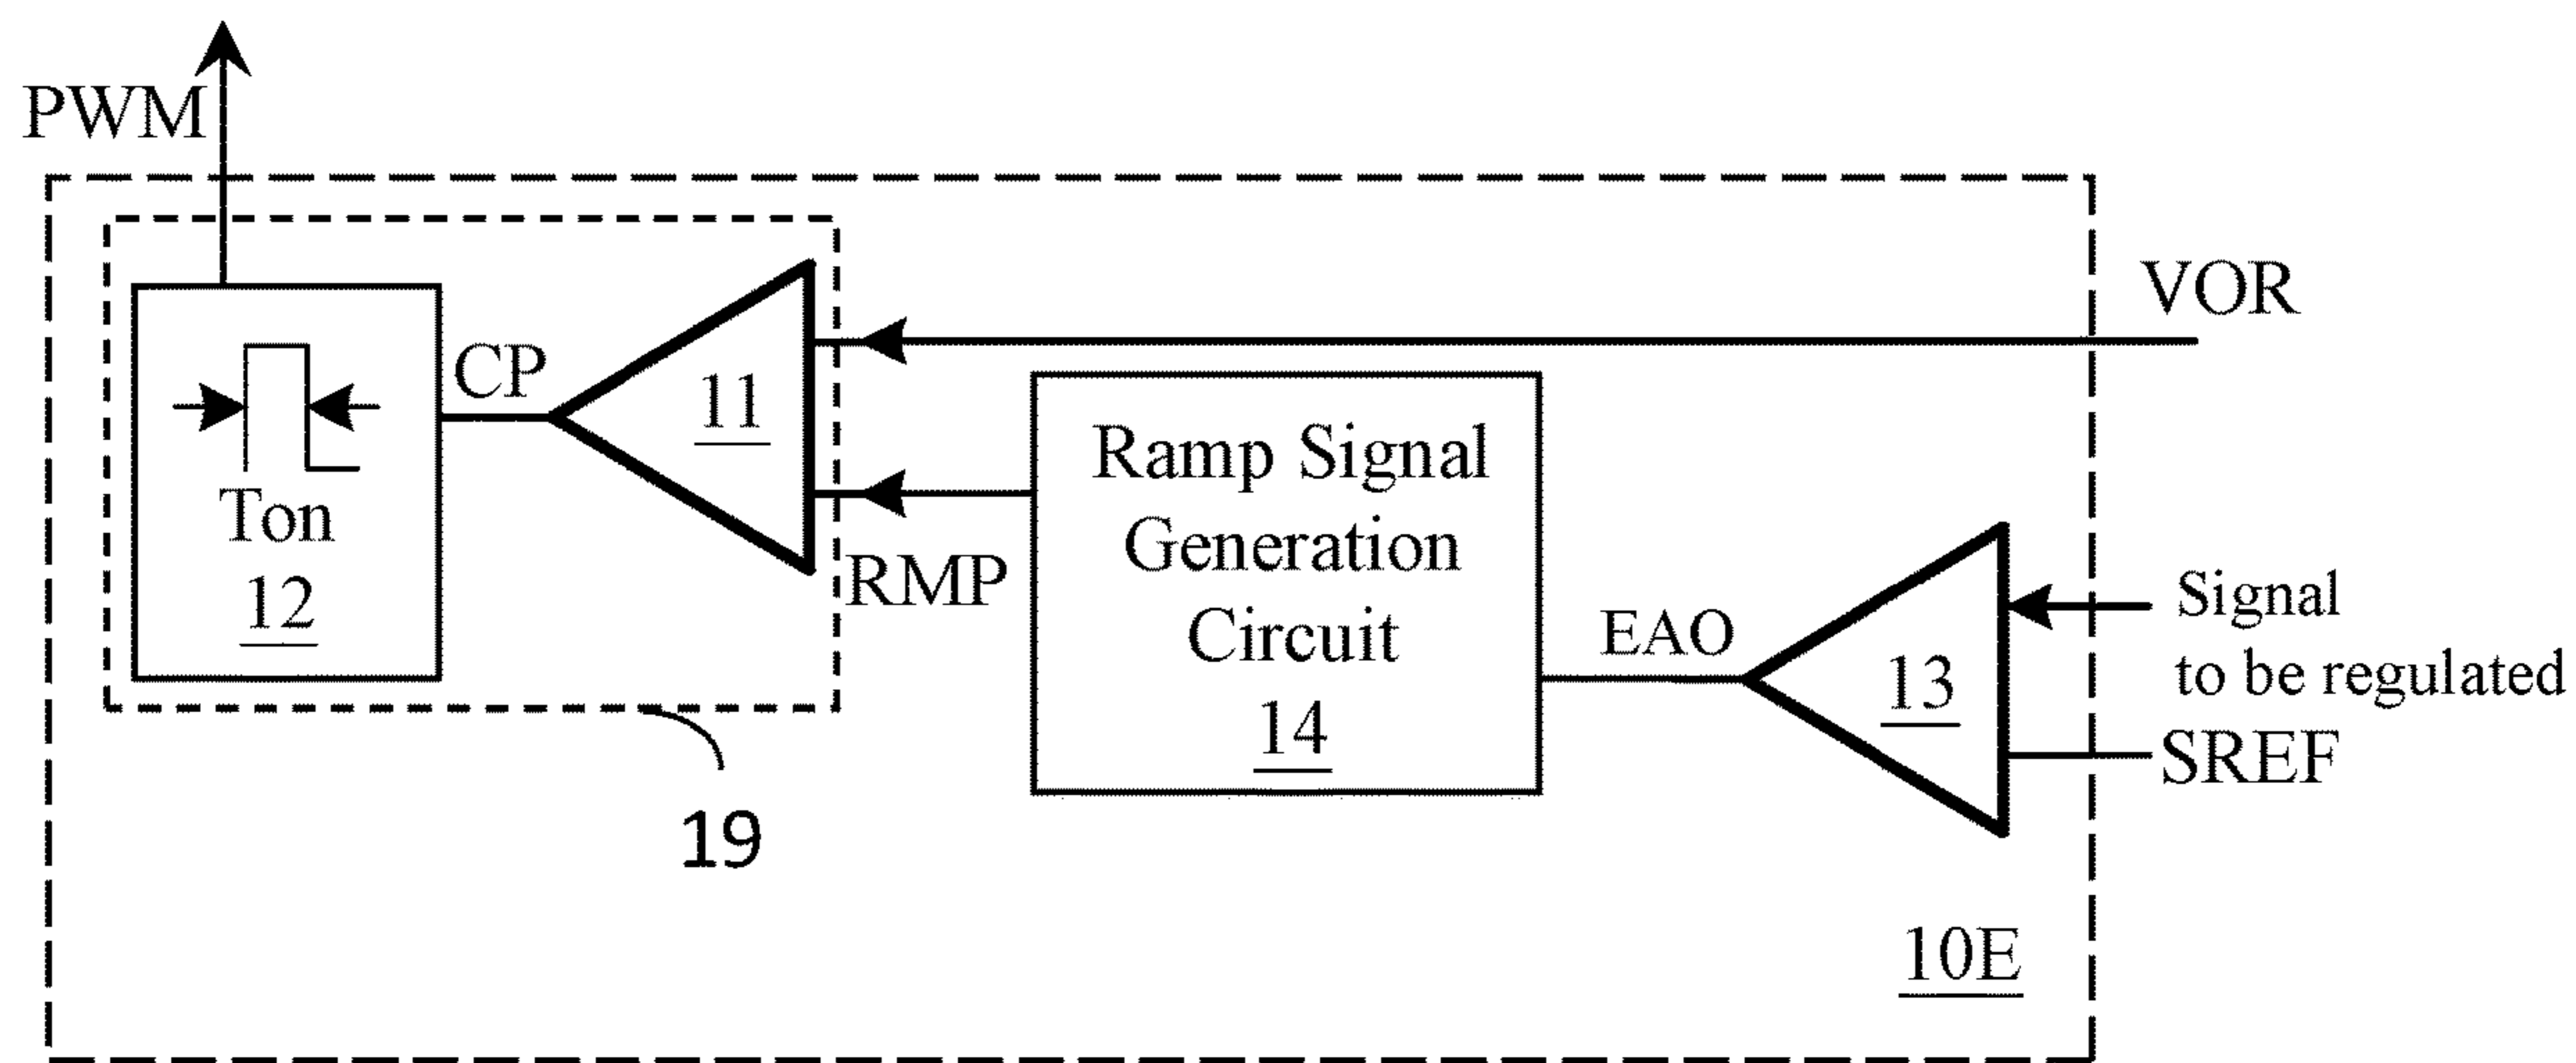 PWM
VOR
CP
11
Ramp Signal
Generation
Circuit
14
Ton
12
RMP
EAO
13
Signal
to be regulated
SREF
19
10E